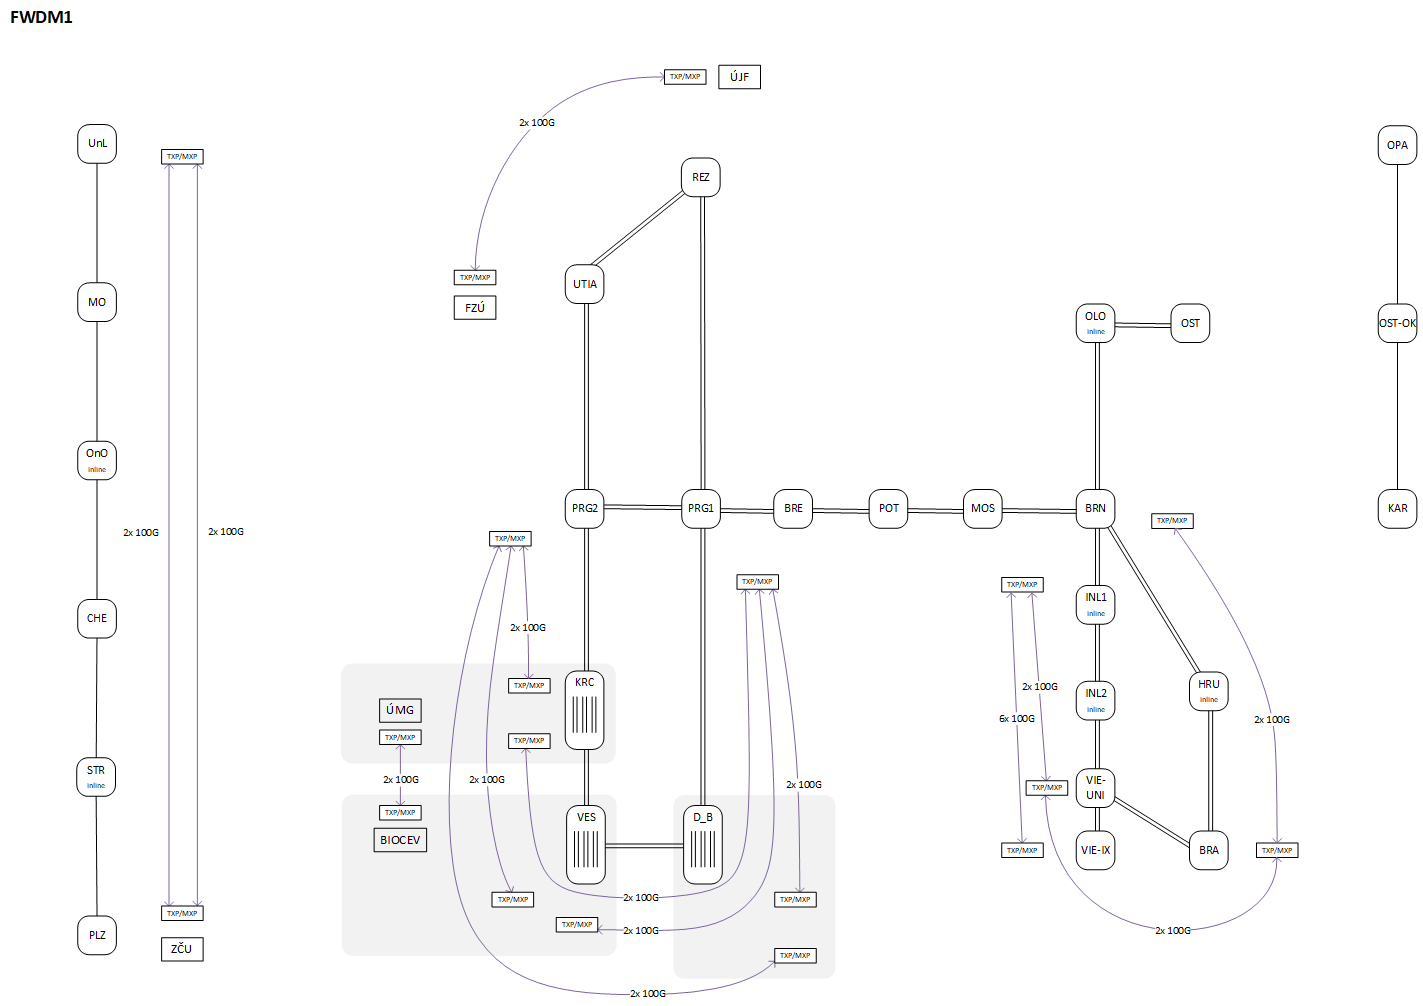 FWDM1
TXP/MXP
ÚJF
2x 100G
UnL
OPA
TXP/MXP
REZ
TXP/MXP
UTIA
FZÚ
MO
OLO
inline
OST
OST-OK
OnO
inline
PRG2
PRG1
BRE
POT
MOS
BRN
KAR
TXP/MXP
2x 100G
2x 100G
TXP/MXP
TXP/MXP
TXP/MXP
INL1
inline
CHE
2x 100G
TXP/MXP
KRC
HRU
inline
2x 100G
INL2
inline
ÚMG
6x 100G
2x 100G
TXP/MXP
TXP/MXP
STR
inline
2x 100G
2x 100G
2x 100G
VIE-
UNI
TXP/MXP
TXP/MXP
VES
D_B
BIOCEV
TXP/MXP
VIE-IX
BRA
TXP/MXP
2x 100G
TXP/MXP
TXP/MXP
TXP/MXP
TXP/MXP
2x 100G
2x 100G
PLZ
ZČU
TXP/MXP
2x 100G